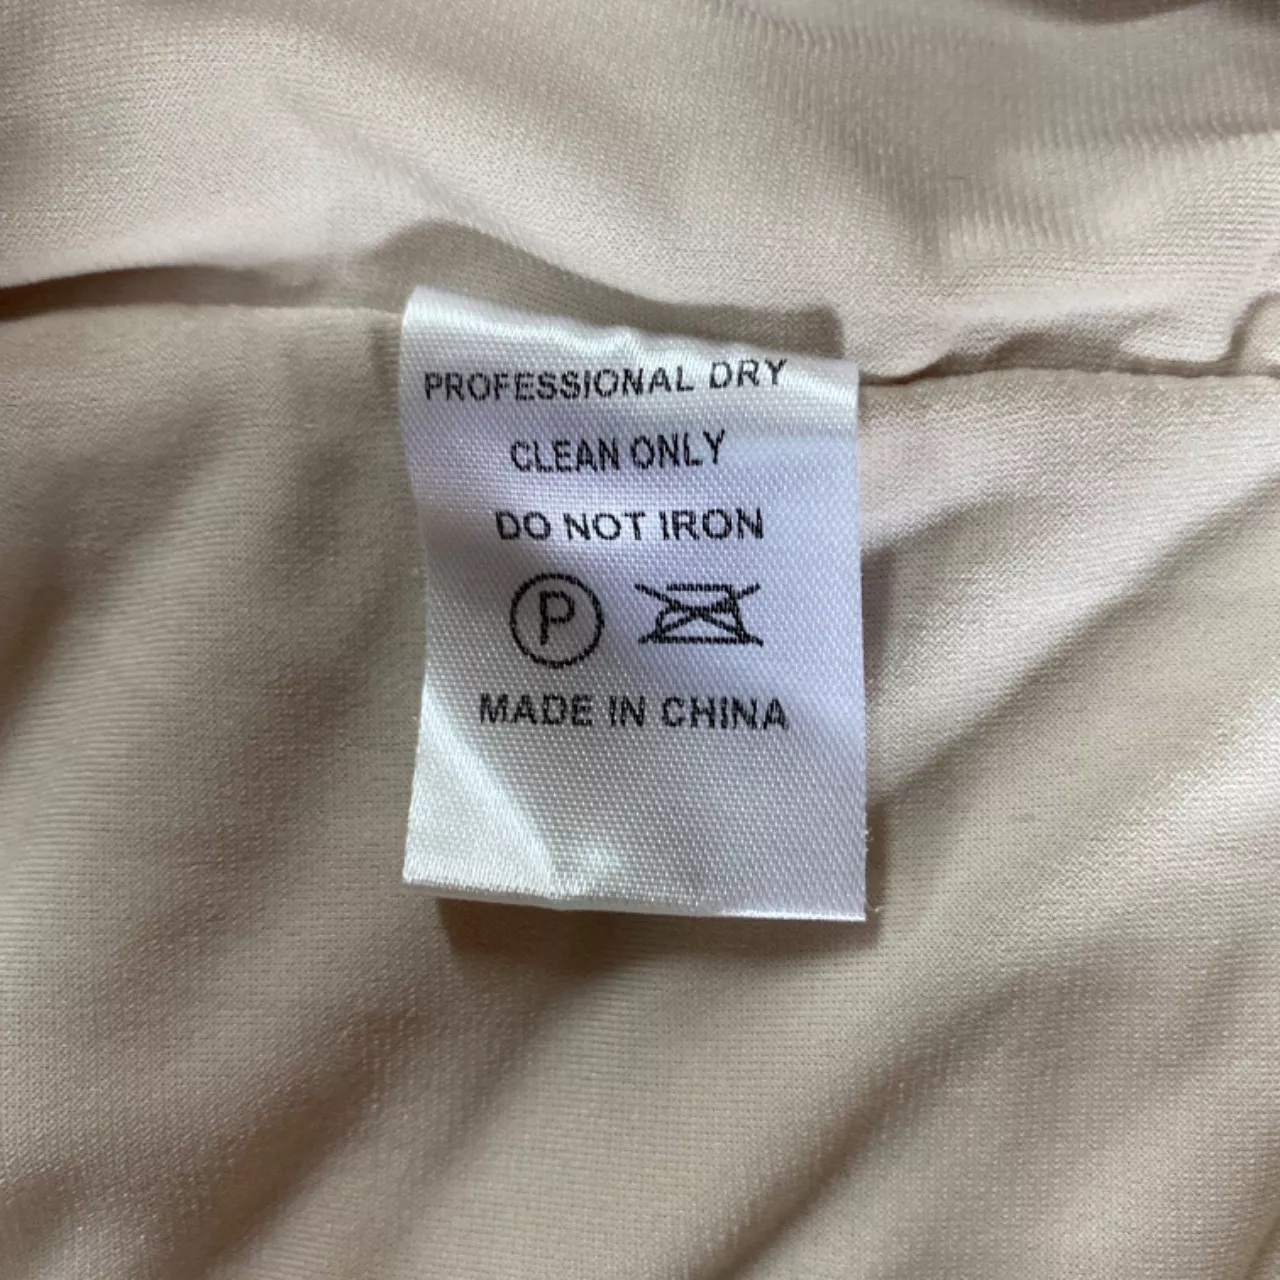 PROFESSIONAL DRY
CLEAN ONLY
DO NOT IRON
P
MADE IN CHINA